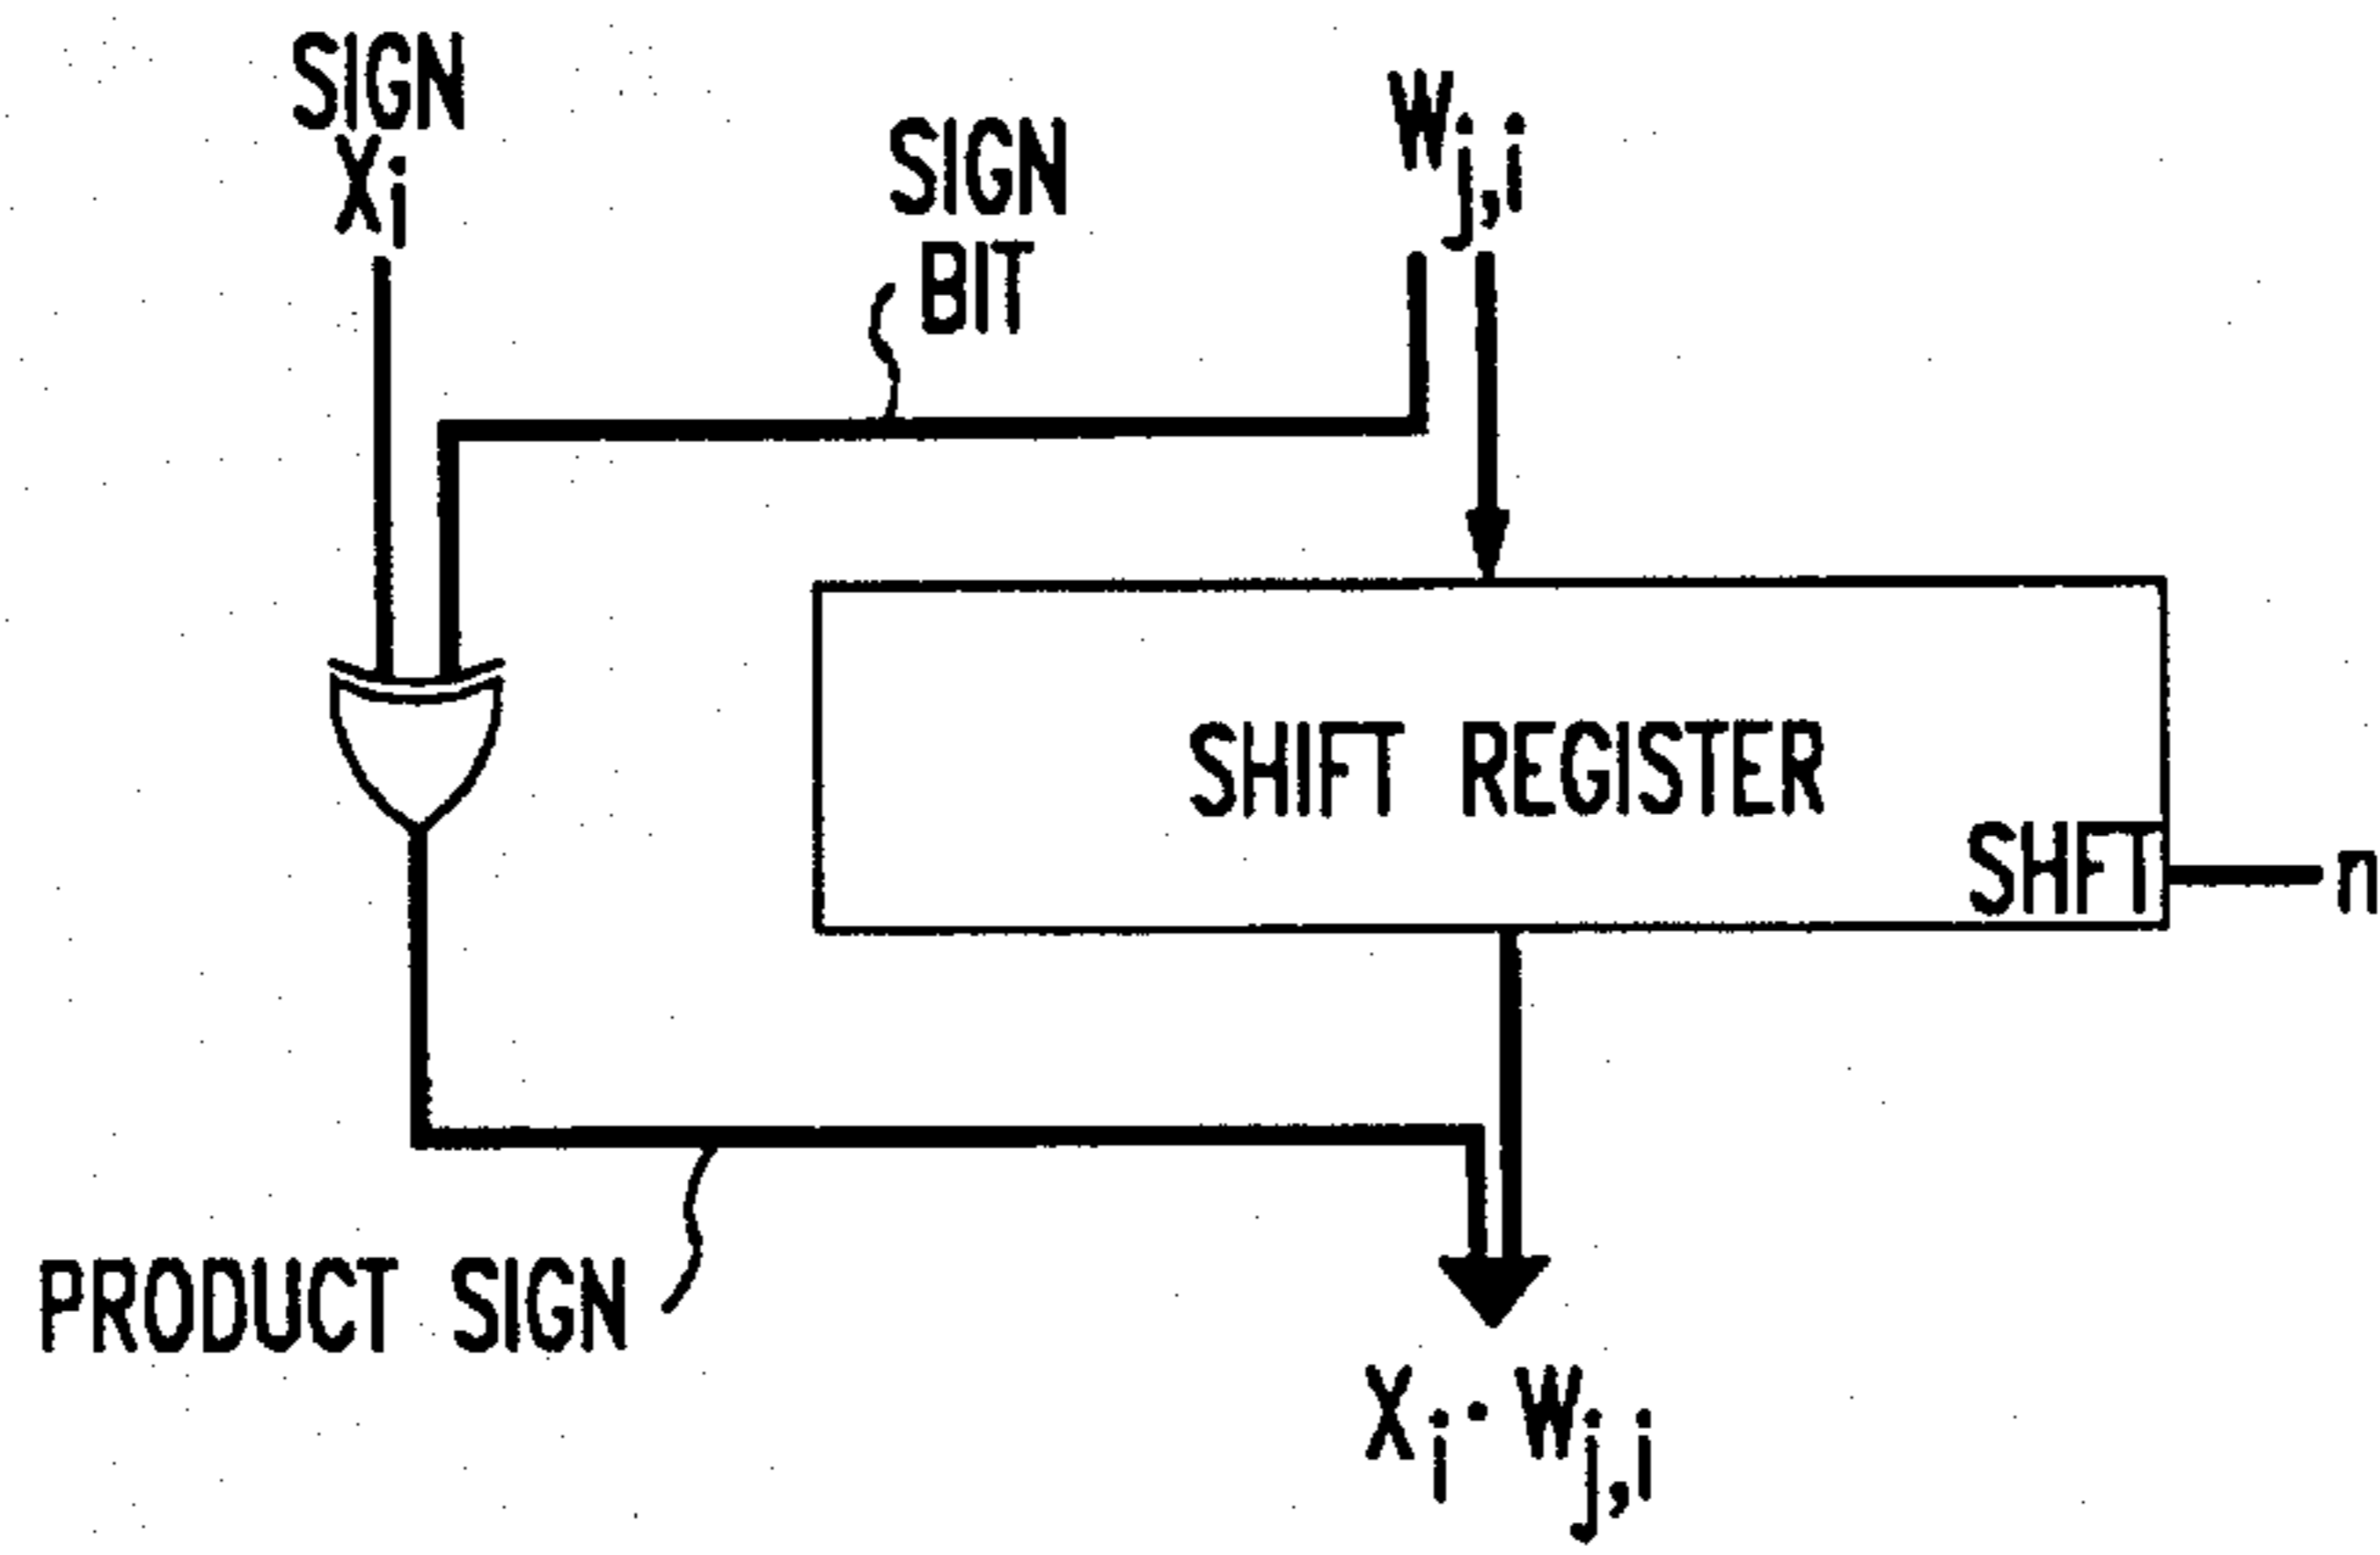 SIGN
Xi
SIGN
BIT
Wj,i
SHIFT REGISTER
SHFT
n
PRODUCT SIGN
Xi·Wj,i